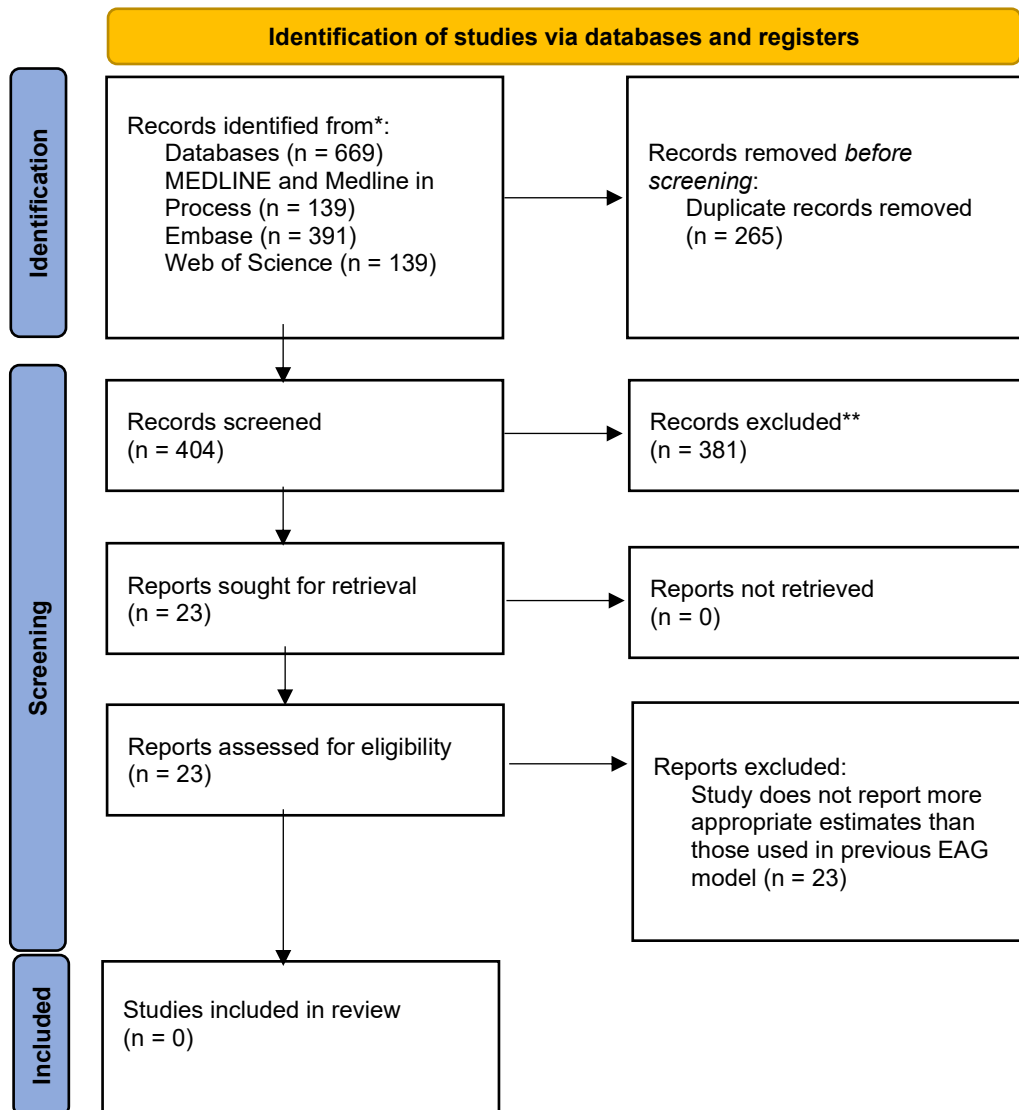 Identification of studies via databases and registers
Identification
Records identified from*:
Databases (n = 669)
MEDLINE and Medline in
Process (n = 139)
Embase (n = 391)
Web of Science (n = 139)
Records removed before
screening:
Duplicate records removed
(n = 265)
Screening
Records screened
(n = 404)
Records excluded**
(n = 381)
Reports sought for retrieval
(n = 23)
Reports not retrieved
(n = 0)
Reports assessed for eligibility
(n = 23)
Reports excluded:
Study does not report more
appropriate estimates than
those used in previous EAG
model (n = 23)
Included
Studies included in review
(n = 0)